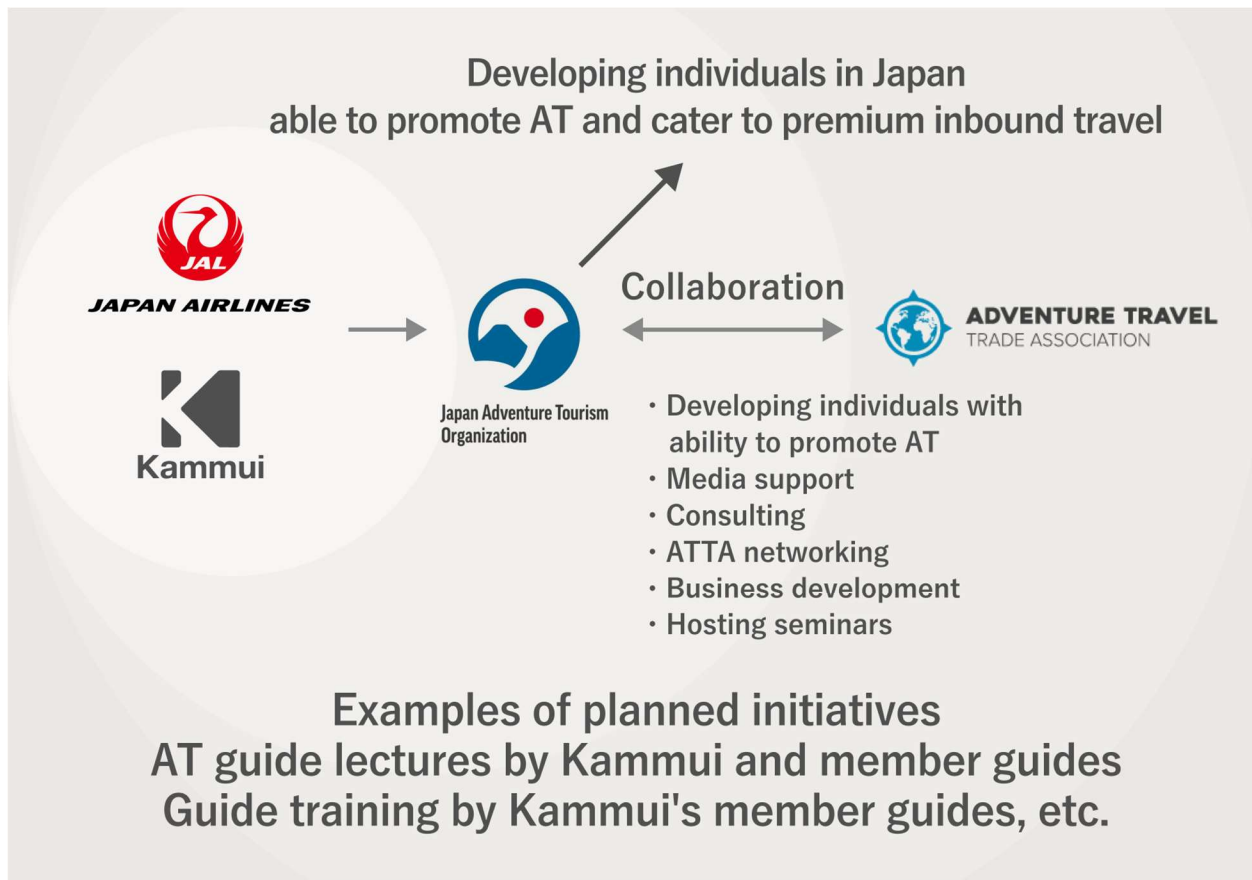 Developing individuals in Japan
able to promote AT and cater to premium inbound travel
JAL
JAPAN AIRLINES
Kammui
Japan Adventure Tourism
Organization
Collaboration
ADVENTURE TRAVEL
TRADE ASSOCIATION
・Developing individuals with
ability to promote AT
・Media support
・Consulting
・ATTA networking
・Business development
・Hosting seminars
Examples of planned initiatives
AT guide lectures by Kammui and member guides
Guide training by Kammui's member guides, etc.